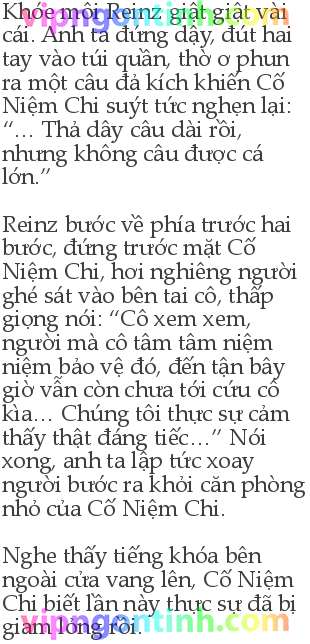 Khóe môi Reinz giật giật vài
cái. Anh ta đứng dậy, đút hai
tay vào túi quần, thờ ơ phun
ra một câu đả kích khiến Cố
Niệm Chi suýt tức nghẹn lại:
“... Thả dây câu dài rồi,
nhưng không câu được cá
lớn.”
Reinz bước về phía trước hai
bước, đứng trước mặt Cố
Niệm Chi, hơi nghiêng người
ghé sát vào bên tai cô, thấp
giọng nói: “Cô xem xem,
người mà cô tâm tâm niệm
niệm bảo vệ đó, đến tận bây
giờ vẫn còn chưa tới cứu cô
kìa... Chúng tôi thực sự cảm
thấy thật đáng tiếc...” Nói
xong, anh ta lập tức xoay
người bước ra khỏi căn phòng
nhỏ của Cố Niệm Chi.
Nghe thấy tiếng khóa bên
ngoài cửa vang lên, Cố Niệm
Chi biết lần này thực sự đã bị
giam lỏng rồi.
vipngontinh.com
vipngontinh.com